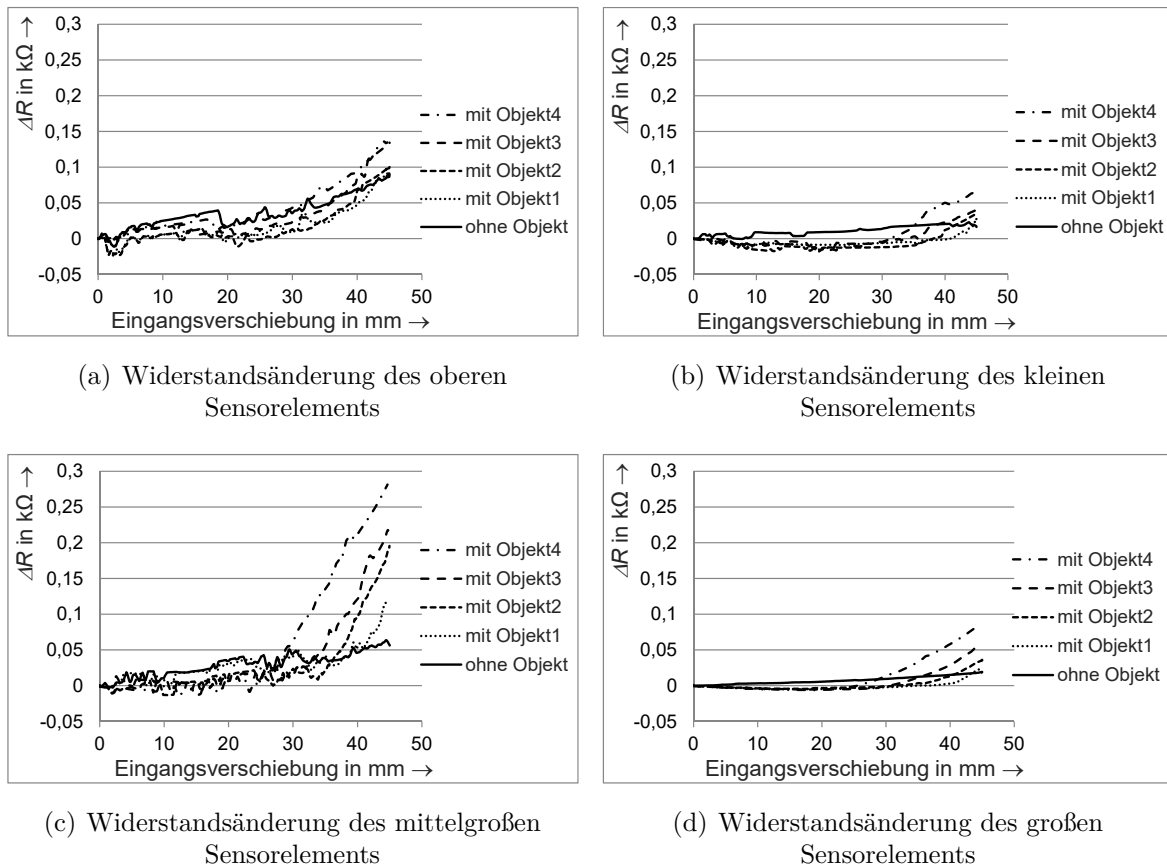 0,3
0,25
0,2
0,15
0,1
0,05
0
-0,05
ΔR in kΩ →
0 10 20 30 40 50
Eingangsverschiebung in mm →
mit Objekt4
mit Objekt3
mit Objekt2
mit Objekt1
ohne Objekt
(a) Widerstandsänderung des oberen
Sensorelements
0,3
0,25
0,2
0,15
0,1
0,05
0
-0,05
ΔR in kΩ →
0 10 20 30 40 50
Eingangsverschiebung in mm →
mit Objekt4
mit Objekt3
mit Objekt2
mit Objekt1
ohne Objekt
(b) Widerstandsänderung des kleinen
Sensorelements
0,3
0,25
0,2
0,15
0,1
0,05
0
-0,05
ΔR in kΩ →
0 10 20 30 40 50
Eingangsverschiebung in mm →
mit Objekt4
mit Objekt3
mit Objekt2
mit Objekt1
ohne Objekt
(c) Widerstandsänderung des mittelgroßen
Sensorelements
0,3
0,25
0,2
0,15
0,1
0,05
0
-0,05
ΔR in kΩ →
0 10 20 30 40 50
Eingangsverschiebung in mm →
mit Objekt4
mit Objekt3
mit Objekt2
mit Objekt1
ohne Objekt
(d) Widerstandsänderung des großen
Sensorelements